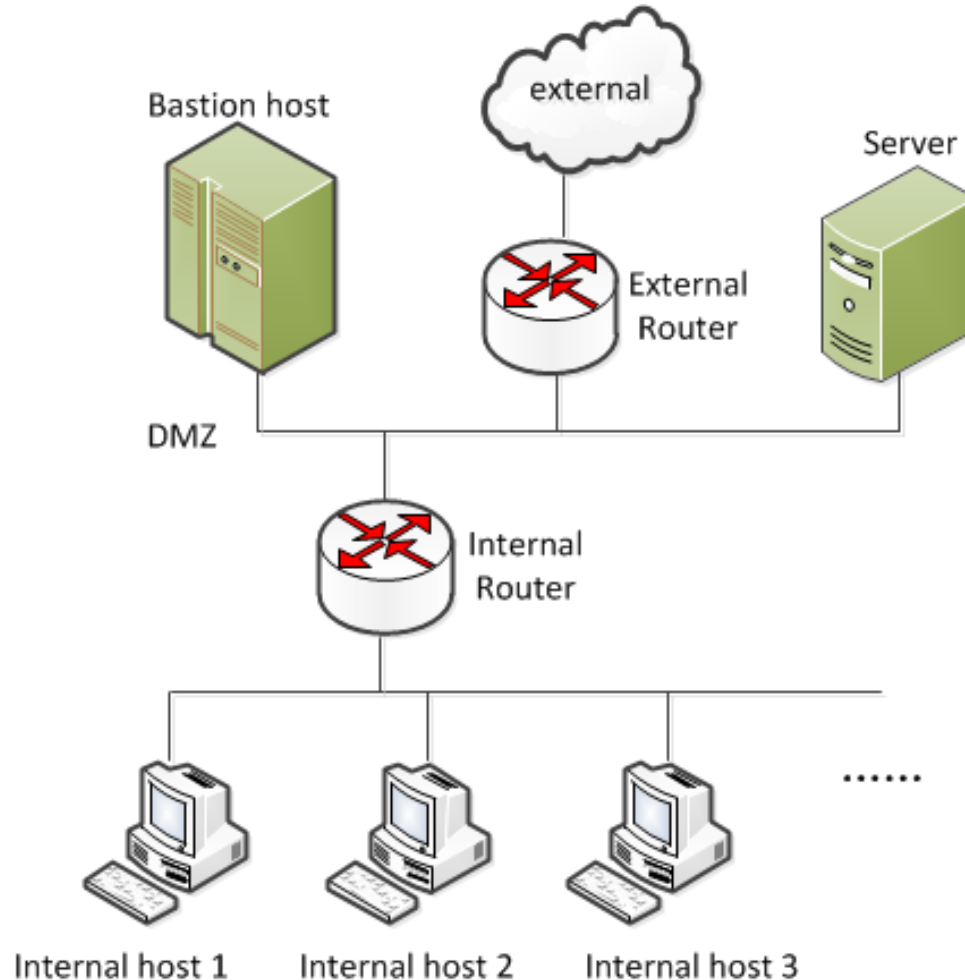 external
Bastion host
Server
External
Router
DMZ
Internal
Router
......
Internal host 1
Internal host 2
Internal host 3